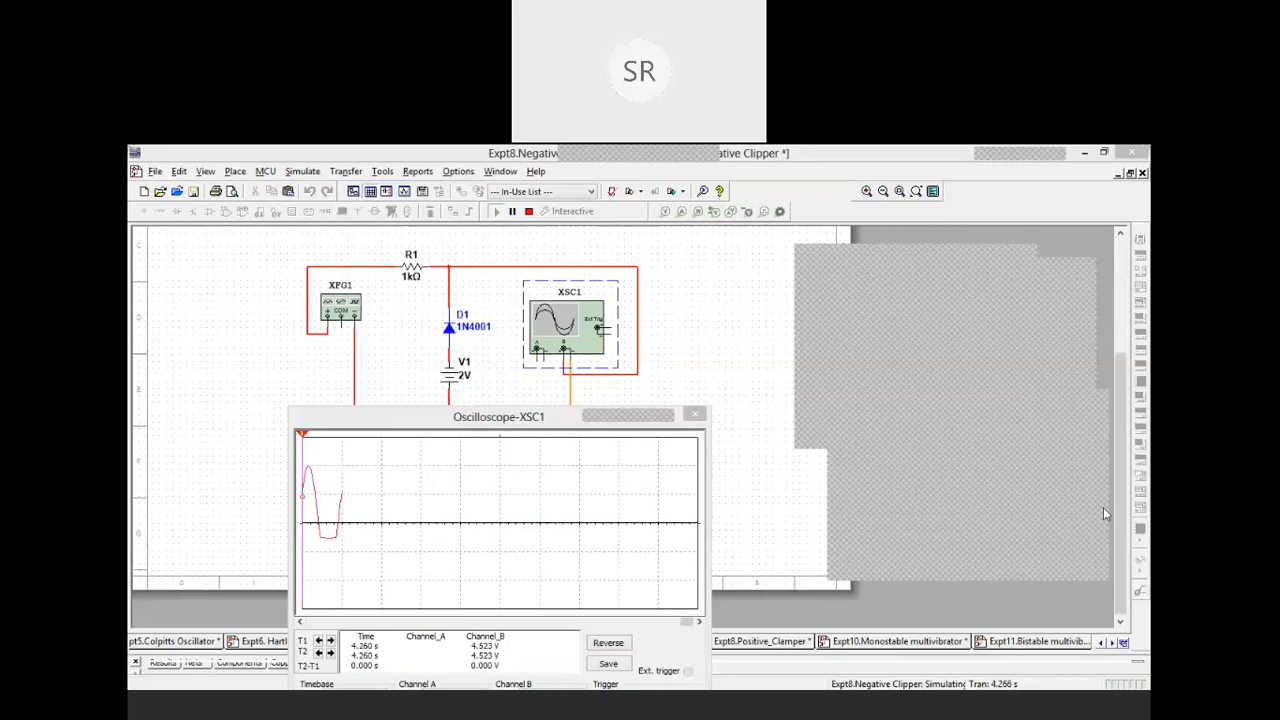 SR
Expt8.Negativ
ative Clipper *]
File Edit View Place MCU Simulate Transfer Tools Reports Options Window Help
--- In-Use List ---
Interactive
R1
1kΩ
XFG1
COM
D1
1N4001
V1
2V
XSC1
Ext Trig
A
B
Oscilloscope-XSC1
Time Channel_A Channel_B
T1 4.260 s 4.523 V
T2 4.260 s 4.523 V
T2-T1 0.000 s 0.000 V
Reverse
Save
Ext. trigger
Timebase Channel A Channel B Trigger
pt5.Colpitts Oscillator * Expt6. Hartl Expt8.Positive_Clamper * Expt10.Monostable multivibrator * Expt11.Bistable multivib...
Results Nets Components
Expt8.Negative Clipper: Simulating Tran: 4.266 s